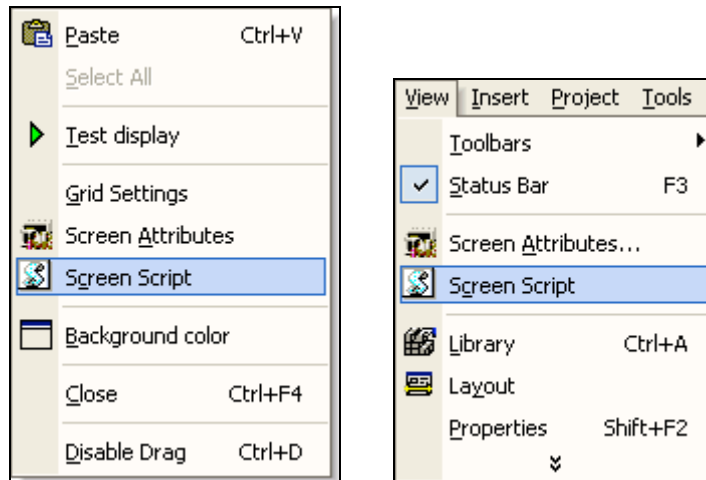 Paste Ctrl+V
Select All
Test display
Grid Settings
Screen Attributes
Screen Script
Background color
Close Ctrl+F4
Disable Drag Ctrl+D
View Insert Project Tools
Toolbars
Status Bar F3
Screen Attributes...
Screen Script
Library Ctrl+A
Layout
Properties Shift+F2